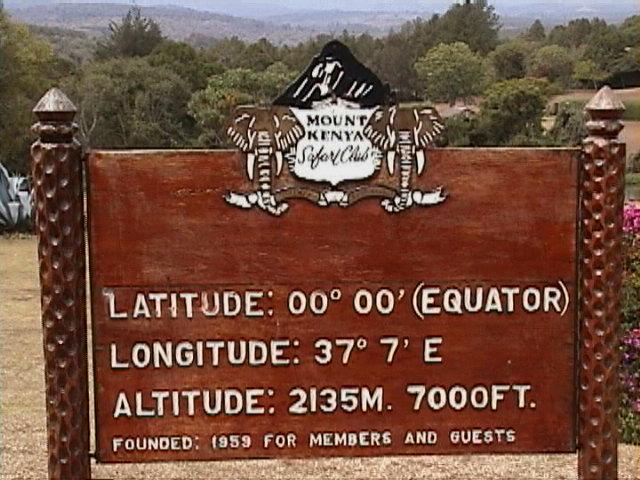 MOUNT
KENYA
Safari Club
LATITUDE: 00° 00' (EQUATOR)
LONGITUDE: 37° 7' E
ALTITUDE: 2135M. 7000FT.
FOUNDED: 1959 FOR MEMBERS AND GUESTS